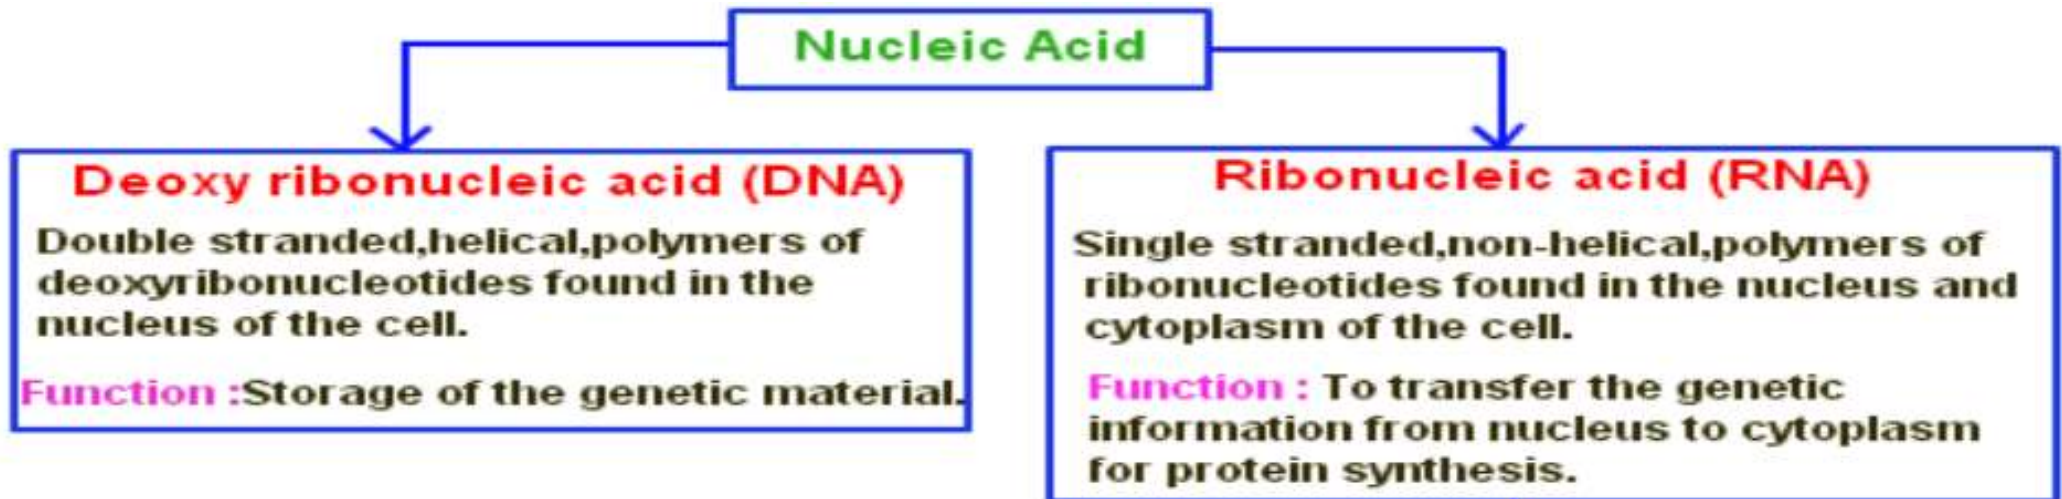 Nucleic Acid
Deoxy ribonucleic acid (DNA)
Double stranded,helical,polymers of
deoxyribonucleotides found in the
nucleus of the cell.
Function :Storage of the genetic material.
Ribonucleic acid (RNA)
Single stranded,non-helical,polymers of
ribonucleotides found in the nucleus and
cytoplasm of the cell.
Function : To transfer the genetic
information from nucleus to cytoplasm
for protein synthesis.